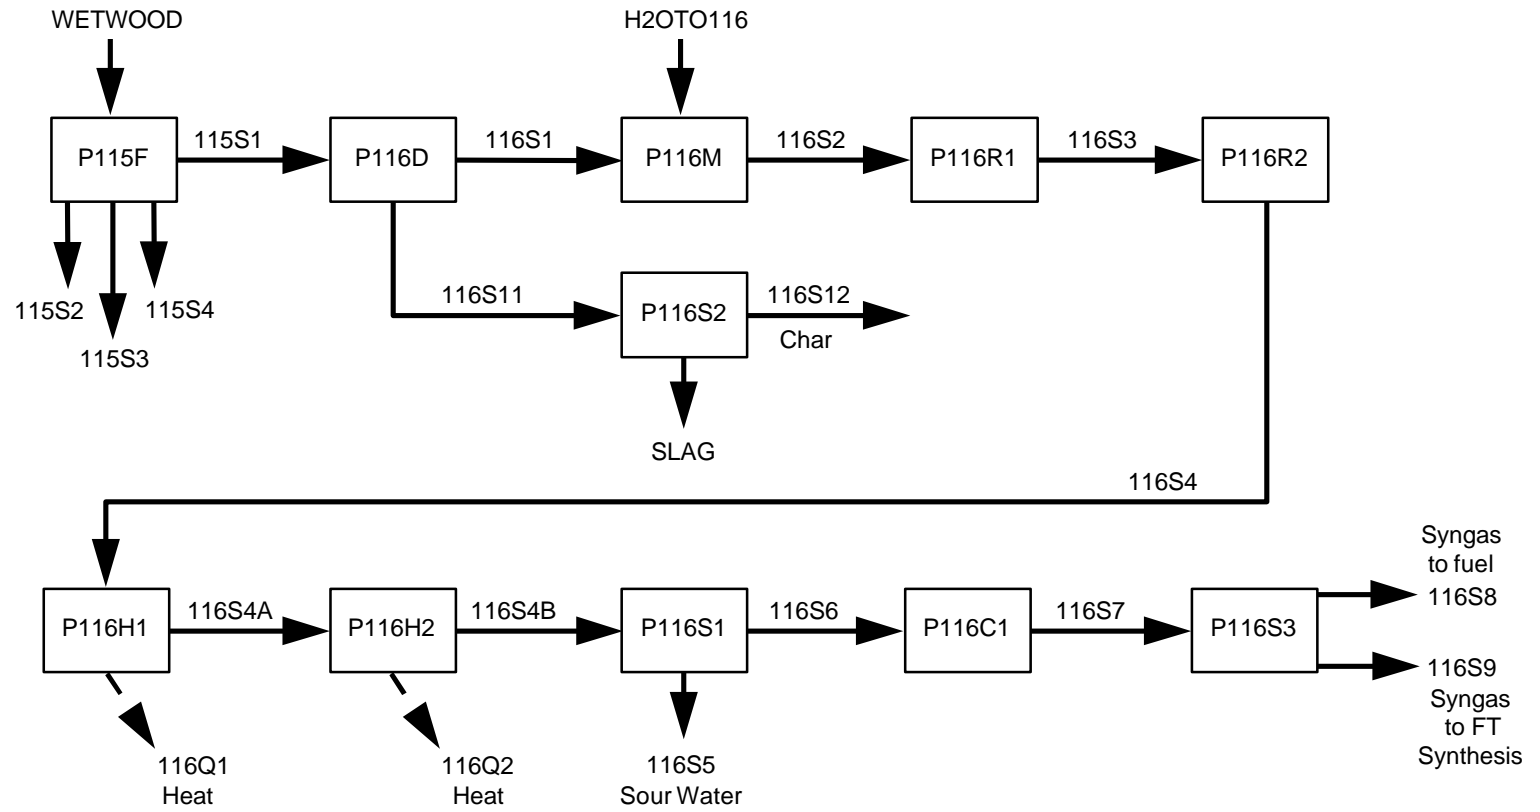 WETWOOD
H2OTO116
P115F
115S1
P116D
116S1
P116M
116S2
P116R1
116S3
P116R2
115S2
115S4
115S3
116S11
P116S2
116S12
Char
SLAG
116S4
P116H1
116S4A
P116H2
116S4B
P116S1
116S6
P116C1
116S7
P116S3
Syngas
to fuel
116S8
116S9
Syngas
to FT
Synthesis
116Q1
Heat
116Q2
Heat
116S5
Sour Water